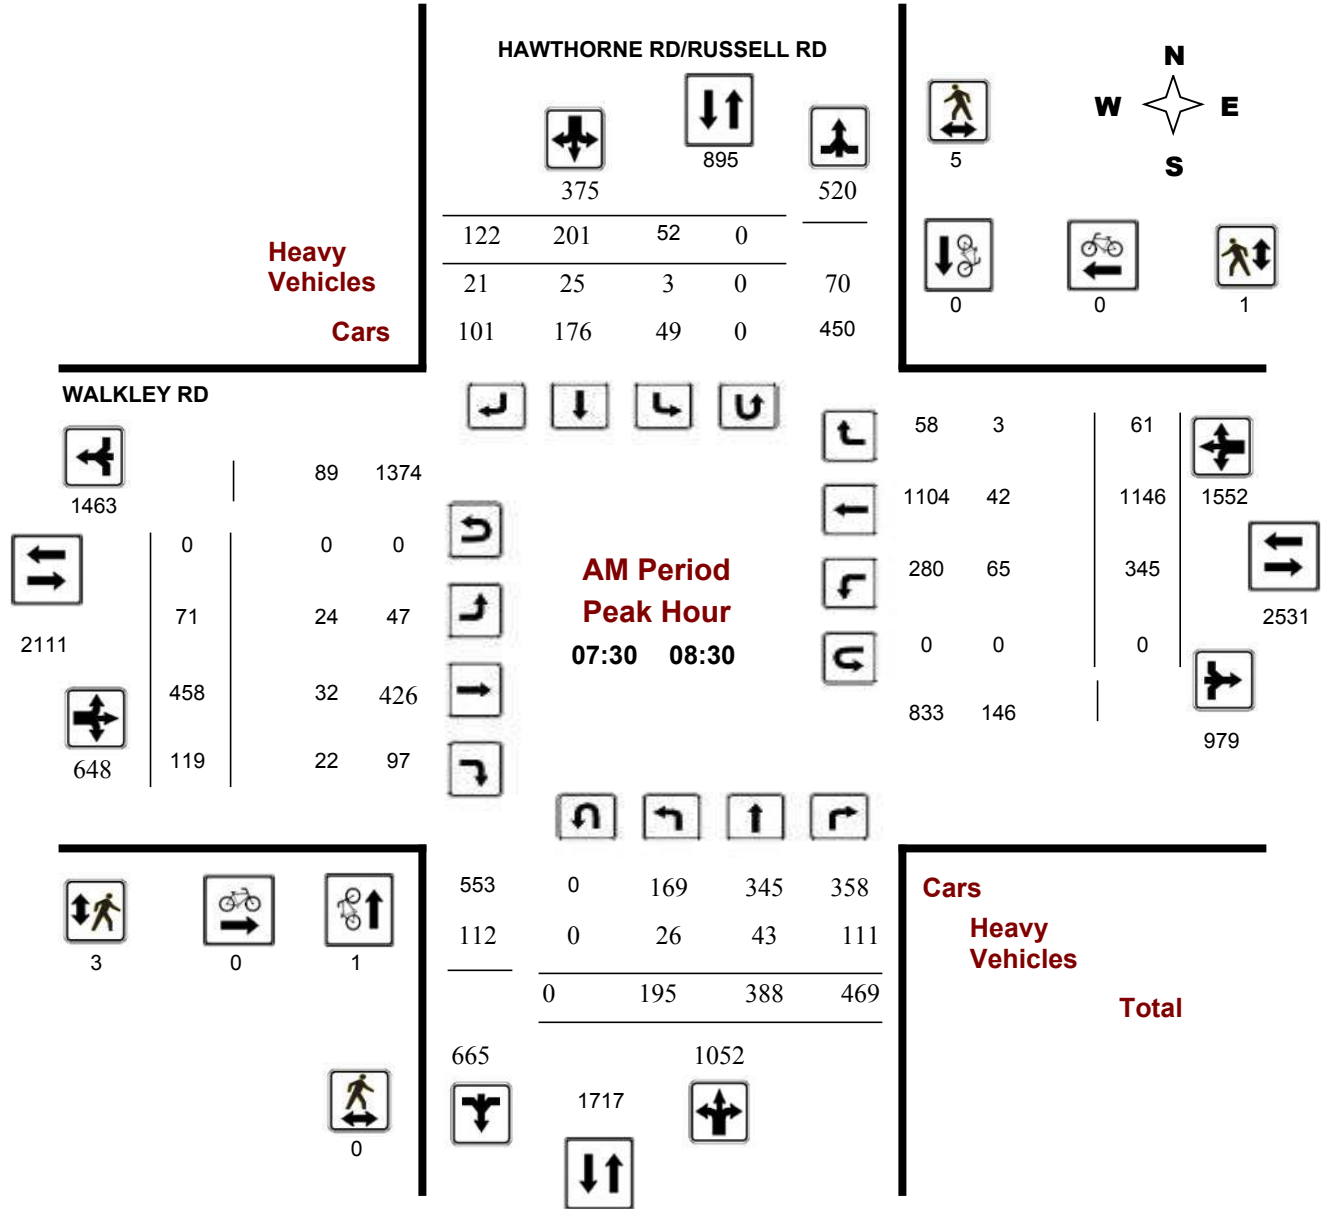 HAWTHORNE RD/RUSSELL RD
N
W E
S
895
5
375 520
122 201 52 0
Heavy
Vehicles
21 25 3 0 70
0 0 1
Cars
101 176 49 0 450
WALKLEY RD
58 3 61
89 1374
1463
1104 42 1146 1552
0 0 0
AM Period
280 65 345
Peak Hour
71 24 47
2531
2111
07:30 08:30
0 0 0
458 32 426
833 146
979
648 119 22 97
553 0 169 345 358
Cars
112 0 26 43 111
Heavy
Vehicles
3 0 1
0 195 388 469
Total
665 1052
1717
0